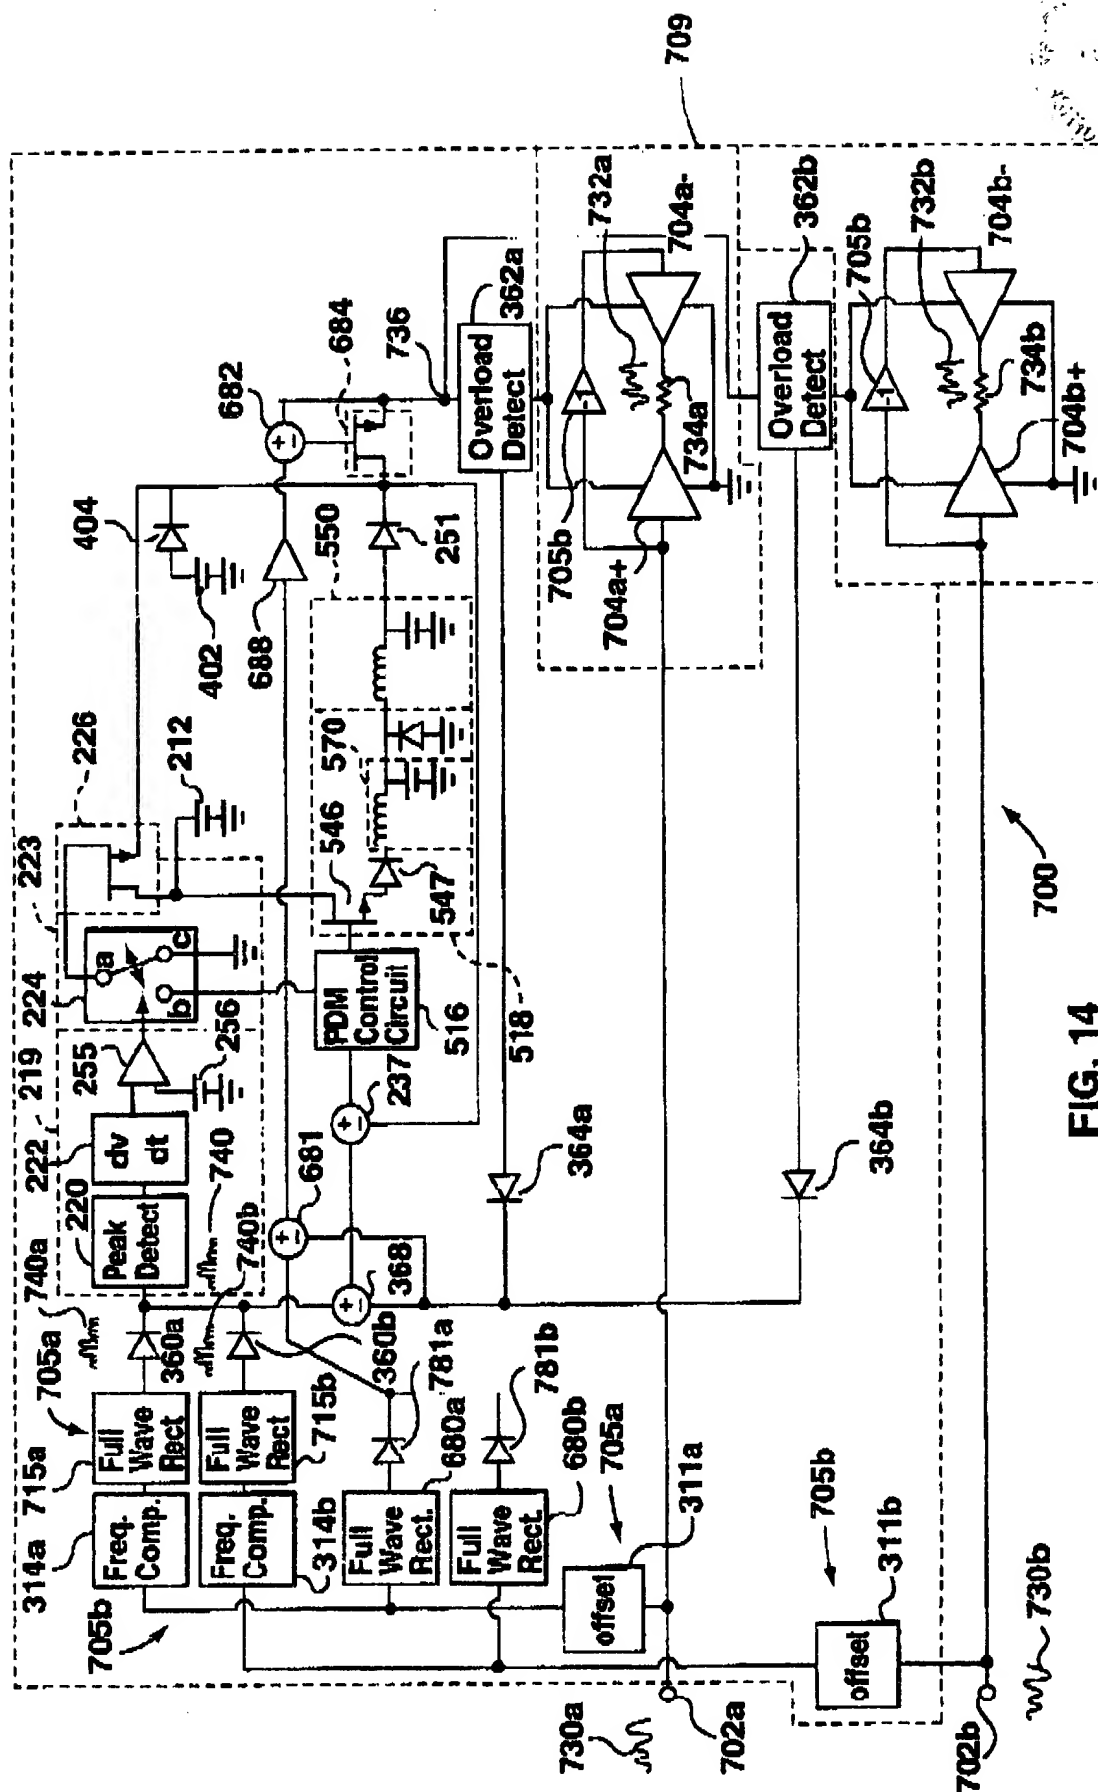 709
732a
704a-
362b
705b
732b
704b-
682
684
736
362a
Overload
Detect
-1
734a
Overload
Detect
-1
734b
704b+
404
402
688
550
251
705b
704a+
226
212
223
570
546
547
224
a
b
c
PDM
Control
Circuit
516
518
700
219
255
256
237
222
dv
dt
220
Peak
Detect
740
740b
681
368
364a
364b
740a
705a
360a
360b
781a
781b
715a
Full
Wave
Rect
Full
Wave
Rect
715b
680a
680b
705a
311a
705b
311b
314a
Freq.
Comp.
Freq.
Comp.
314b
Full
Wave
Rect.
Full
Wave
Rect.
offset
offset
705b
730a
702a
702b
730b
FIG. 14